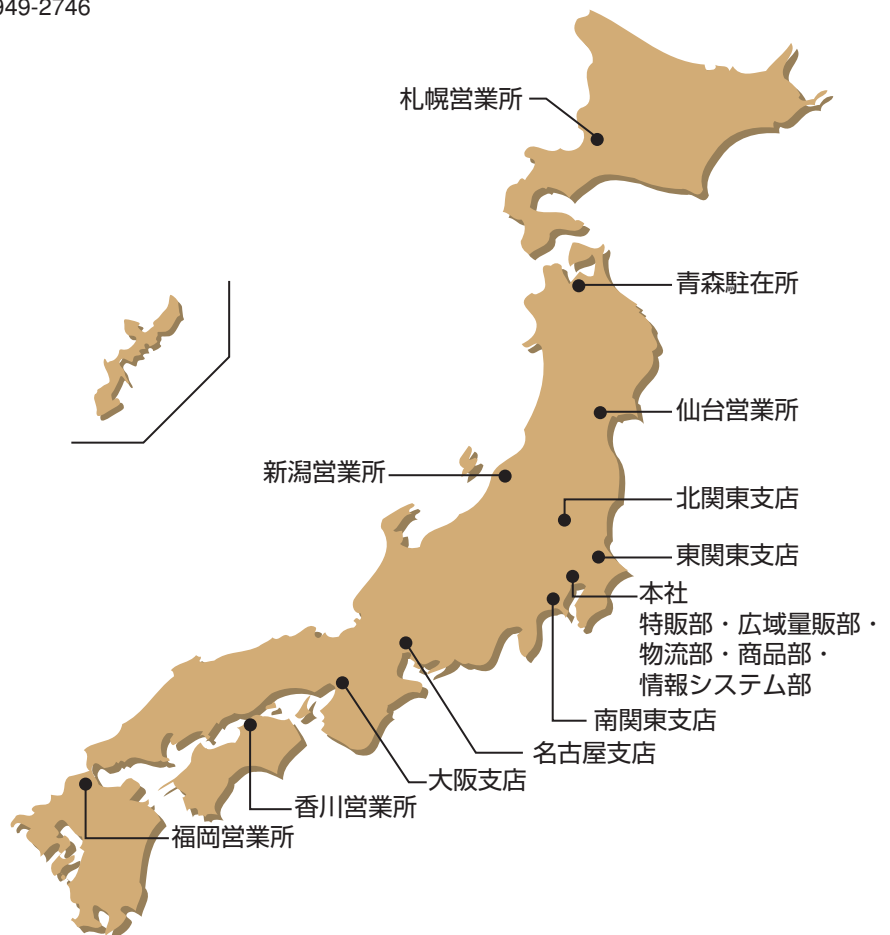 949-2746
札幌営業所
青森駐在所
仙台営業所
新潟営業所
北関東支店
東関東支店
本社
特販部・広域量販部・
物流部・商品部・
情報システム部
南関東支店
名古屋支店
大阪支店
香川営業所
福岡営業所